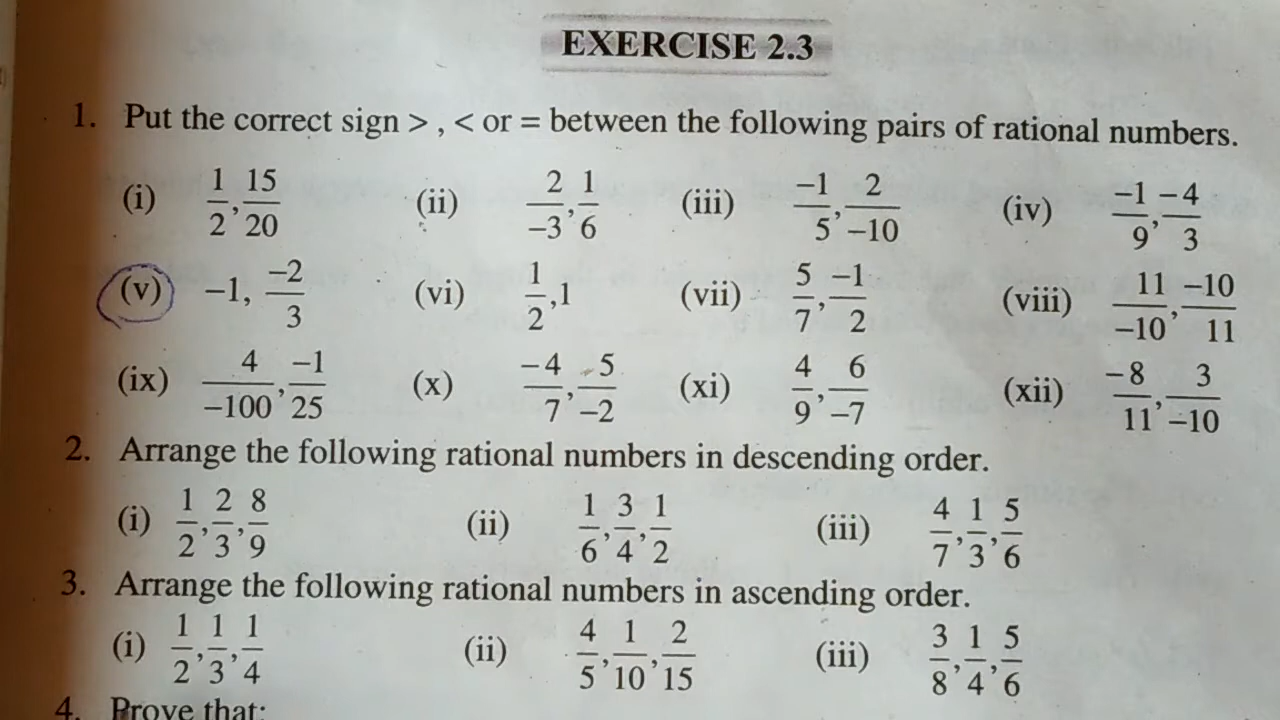 EXERCISE 2.3
1. Put the correct sign > , < or = between the following pairs of rational numbers.
(i) 1/2, 15/20 (ii) 2/-3, 1/6 (iii) -1/5, 2/-10 (iv) -1/9, -4/3
(v) -1, -2/3 (vi) 1/2, 1 (vii) 5/7, -1/2 (viii) 11/-10, -10/11
(ix) 4/-100, -1/25 (x) -4/7, 5/-2 (xi) 4/9, 6/-7 (xii) -8/11, 3/-10
2. Arrange the following rational numbers in descending order.
(i) 1/2, 2/3, 8/9 (ii) 1/6, 3/4, 1/2 (iii) 4/7, 1/3, 5/6
3. Arrange the following rational numbers in ascending order.
(i) 1/2, 1/3, 1/4 (ii) 4/5, 1/10, 2/15 (iii) 3/8, 1/4, 5/6
4. Prove that: